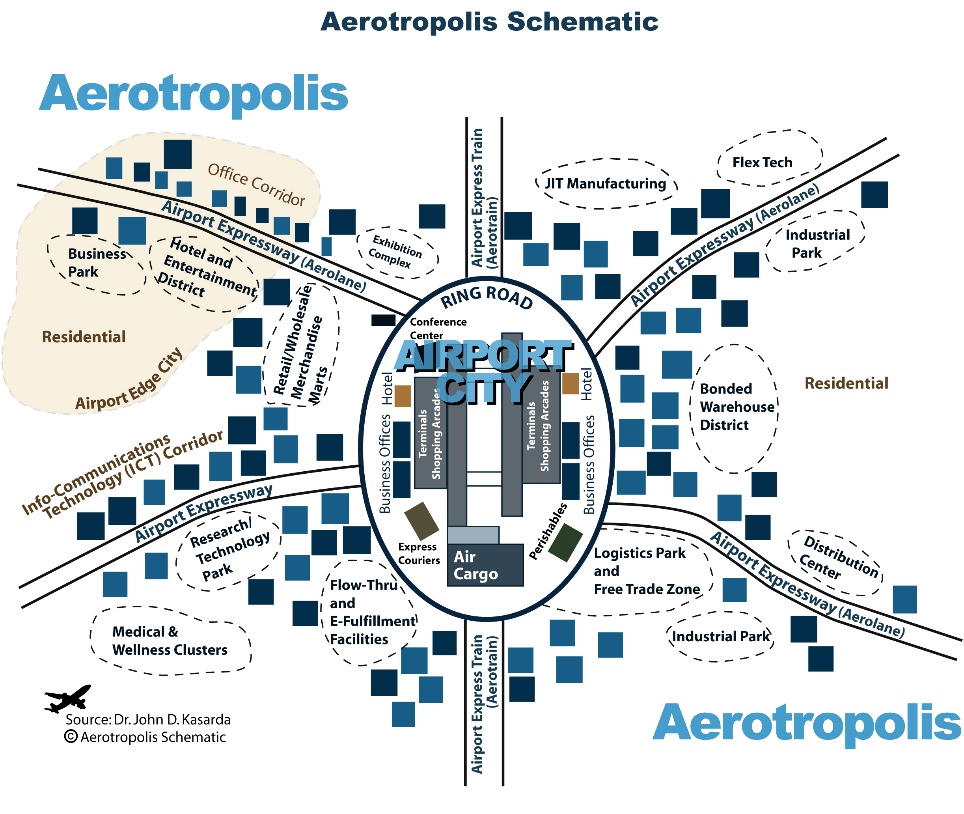 Aerotropolis Schematic
Aerotropolis
Office Corridor
Airport Expressway (Aerolane)
Business
Park
Hotel and
Entertainment
District
Exhibition
Complex
Residential
Airport Edge City
Retail/Wholesale
Merchandise
Marts
Airport Express Train
(Aerotrain)
JIT Manufacturing
Flex Tech
Airport Expressway (Aerolane)
Industrial
Park
RING ROAD
Conference
Center
AIRPORT
CITY
Hotel
Hotel
Terminals
Shopping Arcades
Terminals
Shopping Arcades
Business Offices
Business Offices
Express
Couriers
Air
Cargo
Perishables
Bonded
Warehouse
District
Residential
Info-Communications
Technology (ICT) Corridor
Airport Expressway
Research/
Technology
Park
Medical &
Wellness Clusters
Flow-Thru
and
E-Fulfillment
Facilities
Logistics Park
and
Free Trade Zone
Airport Expressway (Aerolane)
Distribution
Center
Industrial Park
Airport Express Train
(Aerotrain)
Source: Dr. John D. Kasarda
© Aerotropolis Schematic
Aerotropolis